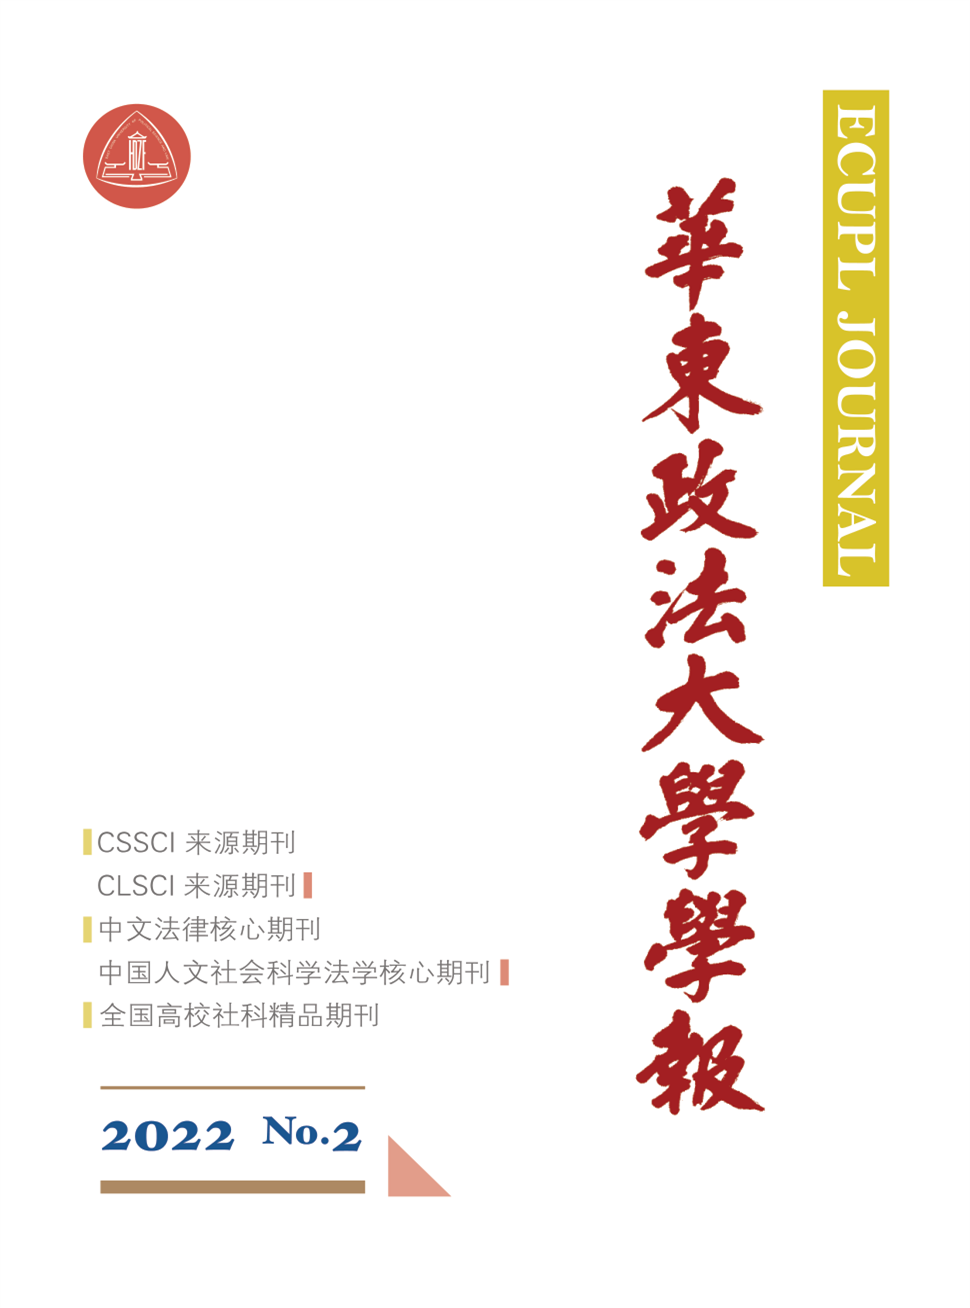 ECUPL JOURNAL
華東政法大學學報
CSSCI 来源期刊
CLSCI 来源期刊
中文法律核心期刊
中国人文社会科学法学核心期刊
全国高校社科精品期刊
2022 No.2